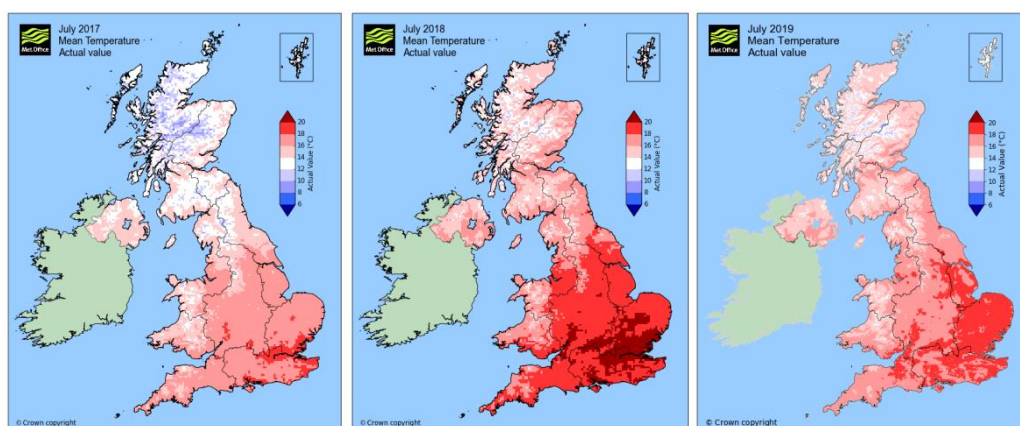 Met Office
July 2017
Mean Temperature
Actual value
20
18
16
14
12
10
8
6
Actual Value (°C)
© Crown copyright
Met Office
July 2018
Mean Temperature
Actual value
20
18
16
14
12
10
8
6
Actual Value (°C)
© Crown copyright
Met Office
July 2019
Mean Temperature
Actual value
20
18
16
14
12
10
8
6
Actual Value (°C)
© Crown copyright